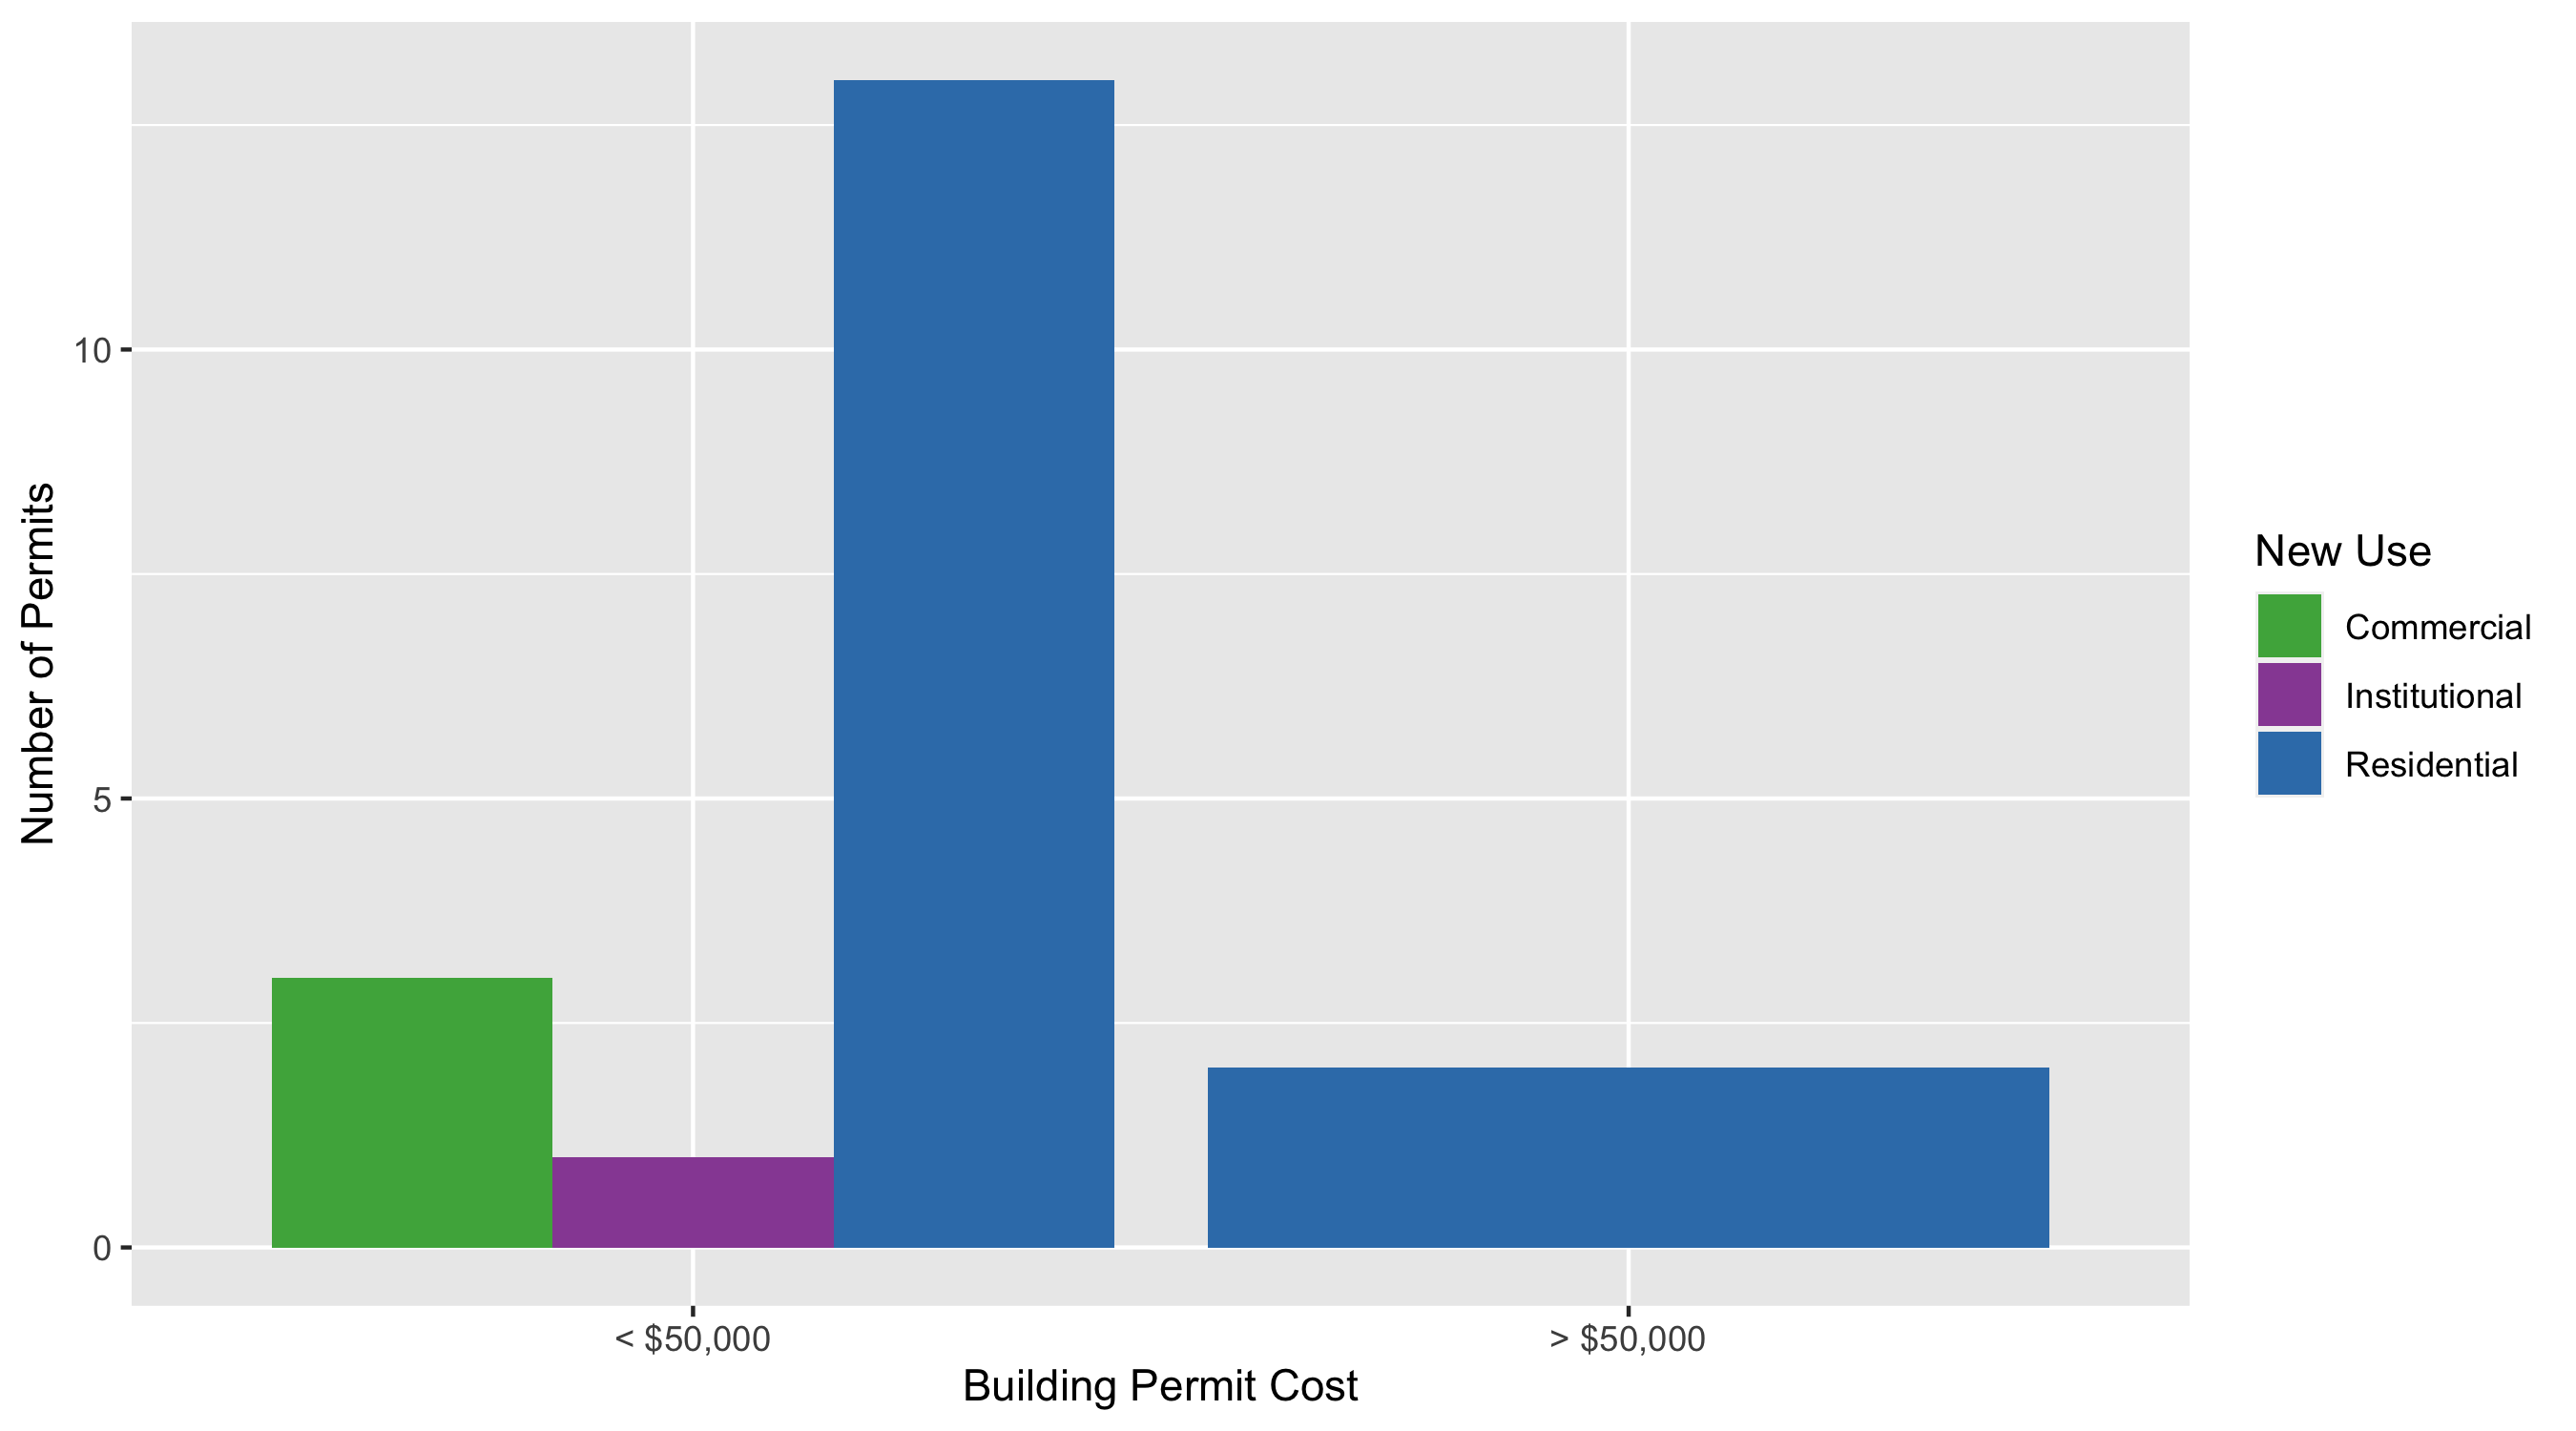 10
5
0
Number of Permits
< $50,000
> $50,000
Building Permit Cost
New Use
Commercial
Institutional
Residential